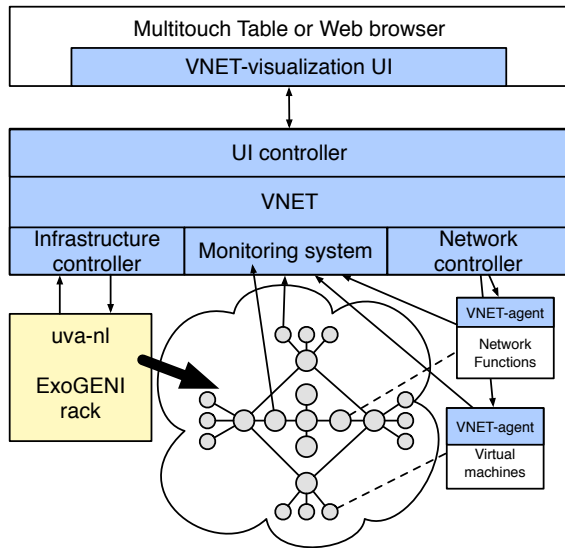 Multitouch Table or Web browser
VNET-visualization UI
UI controller
VNET
Infrastructure
controller
Monitoring system
Network
controller
uva-nl
ExoGENI
rack
VNET-agent
Network
Functions
VNET-agent
Virtual
machines